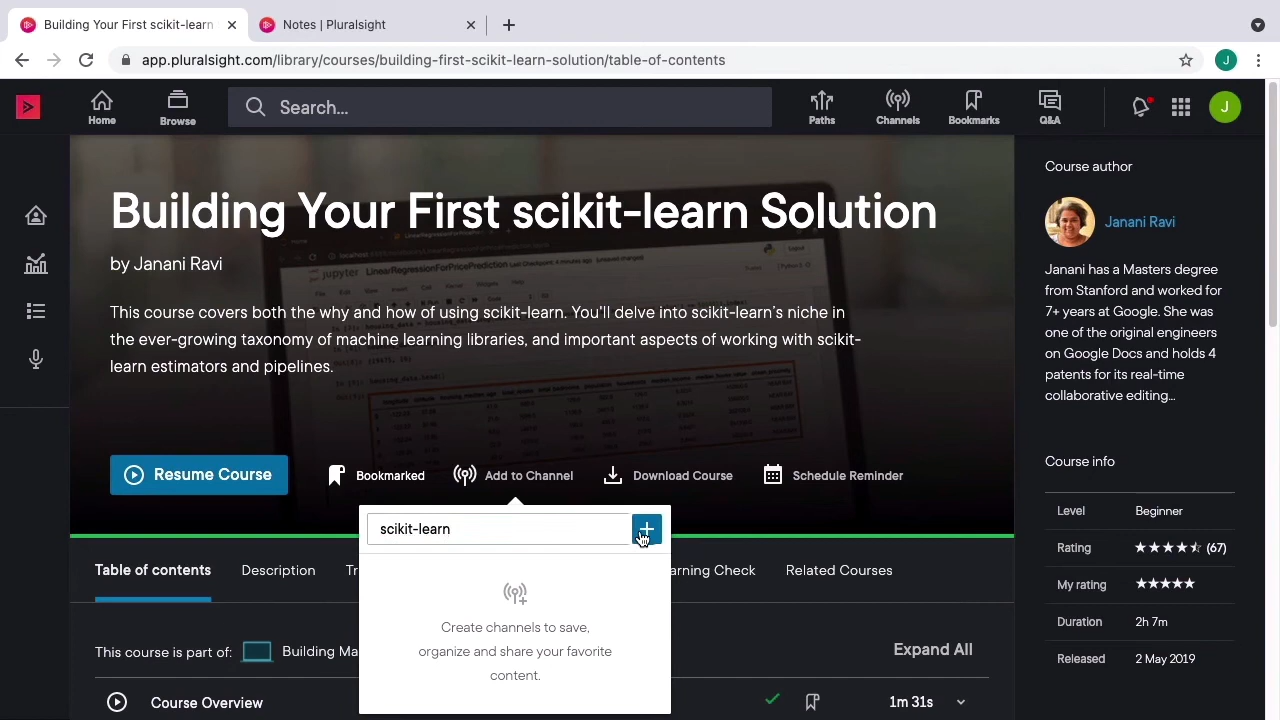 Building Your First scikit-learn
Notes | Pluralsight
app.pluralsight.com/library/courses/building-first-scikit-learn-solution/table-of-contents
J
Home
Browse
Search...
Paths
Channels
Bookmarks
Q&A
J
Building Your First scikit-learn Solution
by Janani Ravi
This course covers both the why and how of using scikit-learn. You'll delve into scikit-learn's niche in
the ever-growing taxonomy of machine learning libraries, and important aspects of working with scikit-
learn estimators and pipelines.
jupyter LinearRegressionForPricePrediction
Resume Course
Bookmarked
Add to Channel
Download Course
Schedule Reminder
scikit-learn
Create channels to save,
organize and share your favorite
content.
Table of contents
Description
Tr
arning Check
Related Courses
This course is part of:
Building Ma
Expand All
Course Overview
1m 31s
Course author
Janani Ravi
Janani has a Masters degree
from Stanford and worked for
7+ years at Google. She was
one of the original engineers
on Google Docs and holds 4
patents for its real-time
collaborative editing...
Course info
Level Beginner
Rating (67)
My rating
Duration 2h 7m
Released 2 May 2019